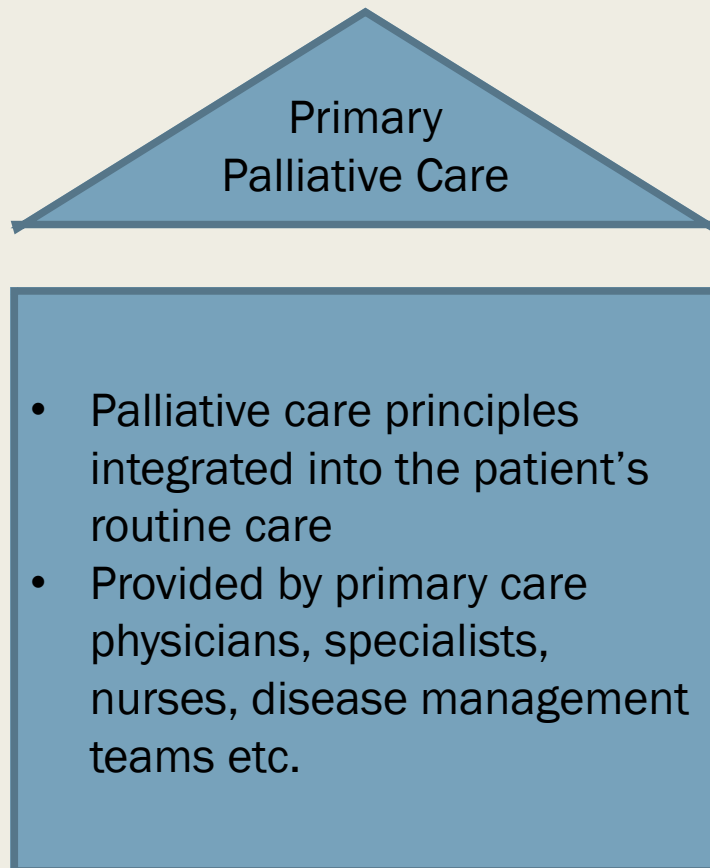 Primary
Palliative Care
• Palliative care principles
integrated into the patient’s
routine care
• Provided by primary care
physicians, specialists,
nurses, disease management
teams etc.